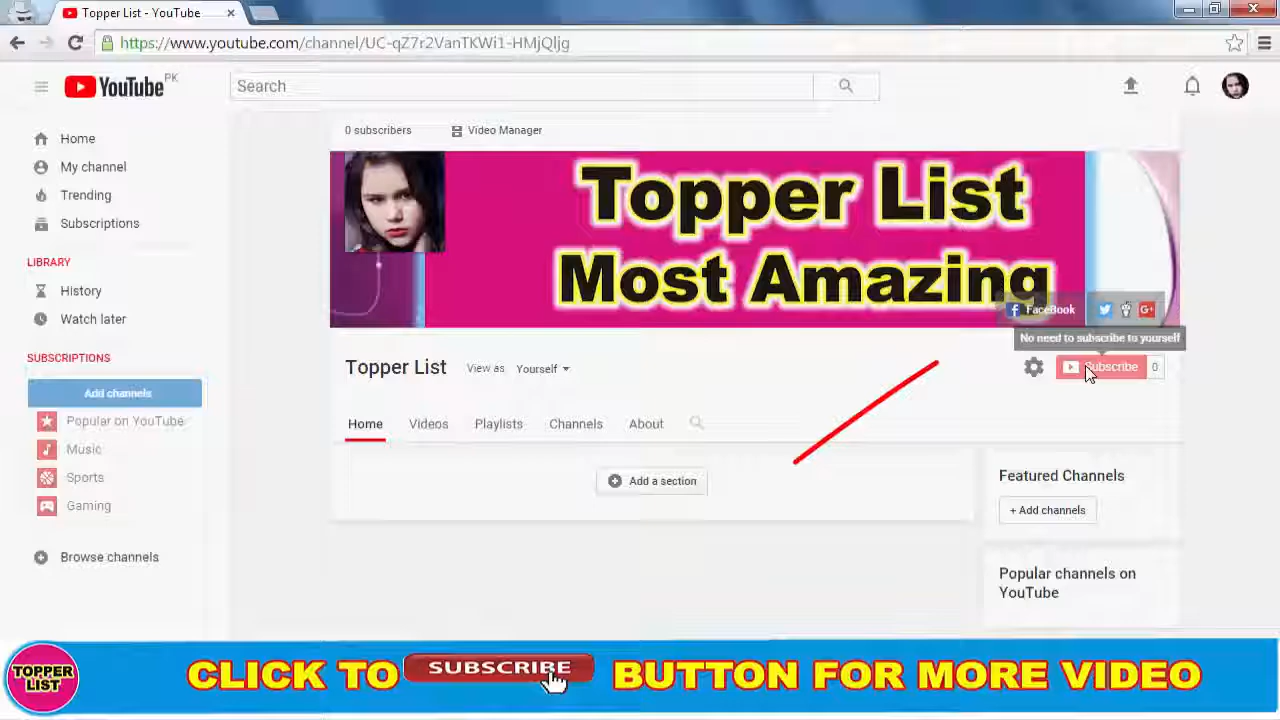 Topper List - YouTube
https://www.youtube.com/channel/UC-qZ7r2VanTKWi1-HMjQljg
YouTube PK
Search
Home
My channel
Trending
Subscriptions
LIBRARY
History
Watch later
SUBSCRIPTIONS
Add channels
Popular on YouTube
Music
Sports
Gaming
Browse channels
0 subscribers
Video Manager
Topper List
Most Amazing
FaceBook
G+
No need to subscribe to yourself
Topper List
View as
Yourself
Subscribe
0
Home
Videos
Playlists
Channels
About
Add a section
Featured Channels
+ Add channels
Popular channels on
YouTube
TOPPER
LIST
CLICK TO SUBSCRIBE BUTTON FOR MORE VIDEO